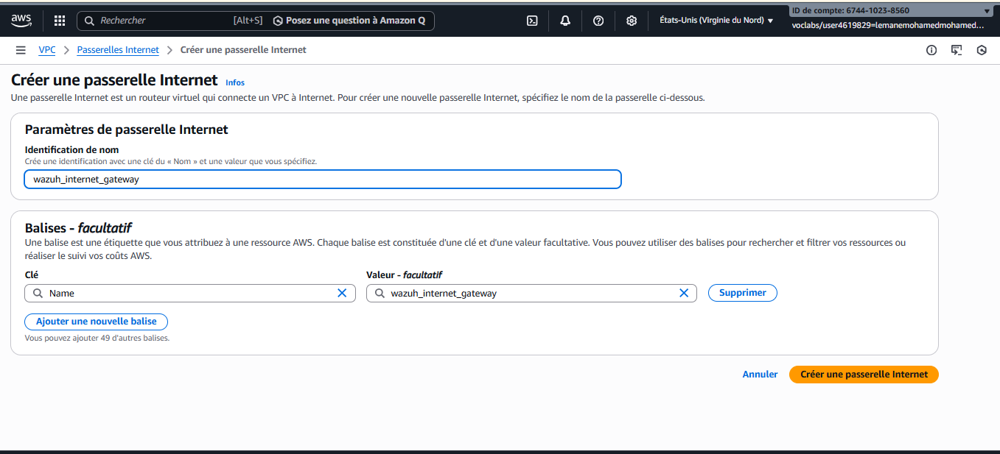 aws
Rechercher [Alt+S] Posez une question à Amazon Q
États-Unis (Virginie du Nord)
ID de compte: 6744-1023-8560
voclabs/user4619829=lemanemohamedmohamed...
VPC > Passerelles Internet > Créer une passerelle Internet
Créer une passerelle Internet Infos
Une passerelle Internet est un routeur virtuel qui connecte un VPC à Internet. Pour créer une nouvelle passerelle Internet, spécifiez le nom de la passerelle ci-dessous.
Paramètres de passerelle Internet
Identification de nom
Crée une identification avec une clé du « Nom » et une valeur que vous spécifiez.
wazuh_internet_gateway
Balises - facultatif
Une balise est une étiquette que vous attribuez à une ressource AWS. Chaque balise est constituée d'une clé et d'une valeur facultative. Vous pouvez utiliser des balises pour rechercher et filtrer vos ressources ou
réaliser le suivi vos coûts AWS.
Clé Valeur - facultatif
Name wazuh_internet_gateway Supprimer
Ajouter une nouvelle balise
Vous pouvez ajouter 49 d'autres balises.
Annuler Créer une passerelle Internet